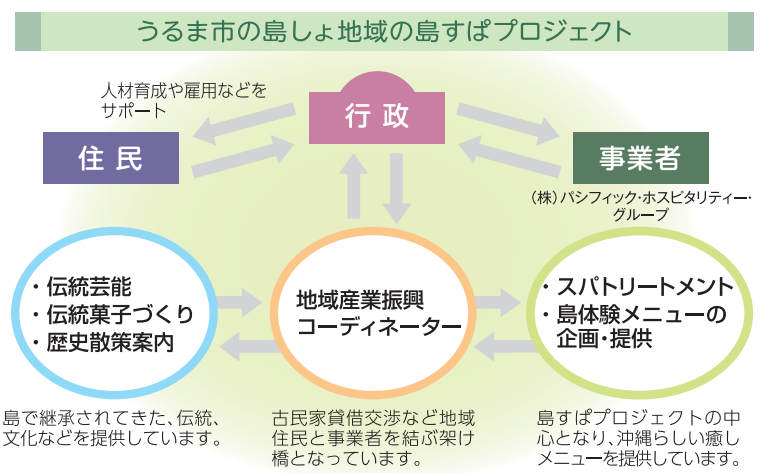 うるま市の島しょ地域の島すぱプロジェクト
人材育成や雇用などを
サポート
行政
住民
事業者
（株）パシフィック・ホスピタリティー・
グループ
・伝統芸能
・伝統菓子づくり
・歴史散策案内
地域産業振興
コーディネーター
・スパトリートメント
・島体験メニューの
企画・提供
島で継承されてきた、伝統、
文化などを提供しています。
古民家貸借交渉など地域
住民と事業者を結ぶ架け
橋となっています。
島すぱプロジェクトの中
心となり、沖縄らしい癒し
メニューを提供しています。